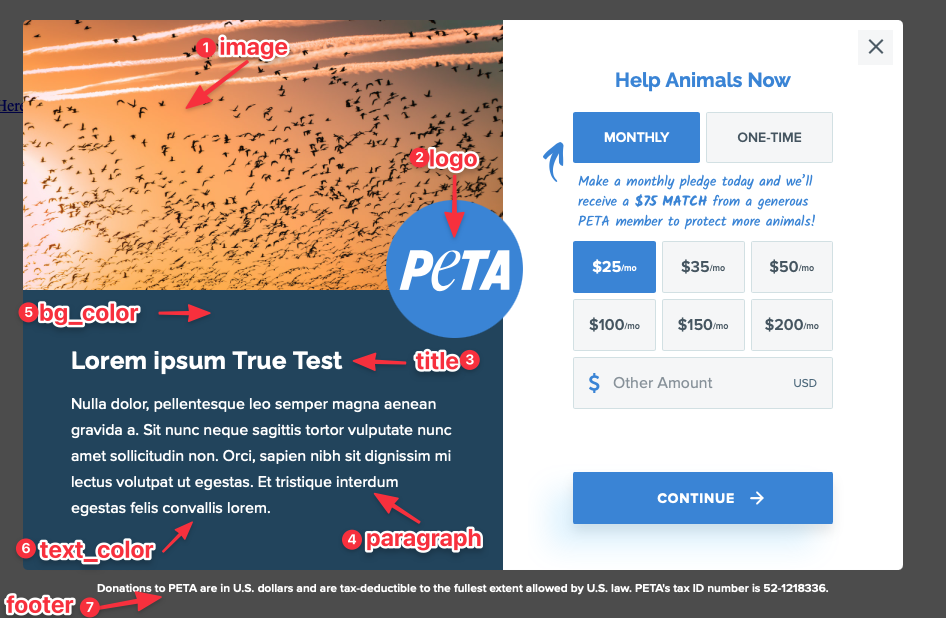 Here
1 image
2 logo
PETA
5 bg_color
Lorem ipsum True Test
title 3
Nulla dolor, pellentesque leo semper magna aenean
gravida a. Sit nunc neque sagittis tortor vulputate nunc
amet sollicitudin non. Orci, sapien nibh sit dignissim mi
lectus volutpat ut egestas. Et tristique interdum
egestas felis convallis lorem.
4 paragraph
6 text_color
Help Animals Now
MONTHLY
ONE-TIME
Make a monthly pledge today and we'll
receive a $75 MATCH from a generous
PETA member to protect more animals!
$25/mo
$35/mo
$50/mo
$100/mo
$150/mo
$200/mo
$ Other Amount USD
CONTINUE
Donations to PETA are in U.S. dollars and are tax-deductible to the fullest extent allowed by U.S. law. PETA's tax ID number is 52-1218336.
footer 7